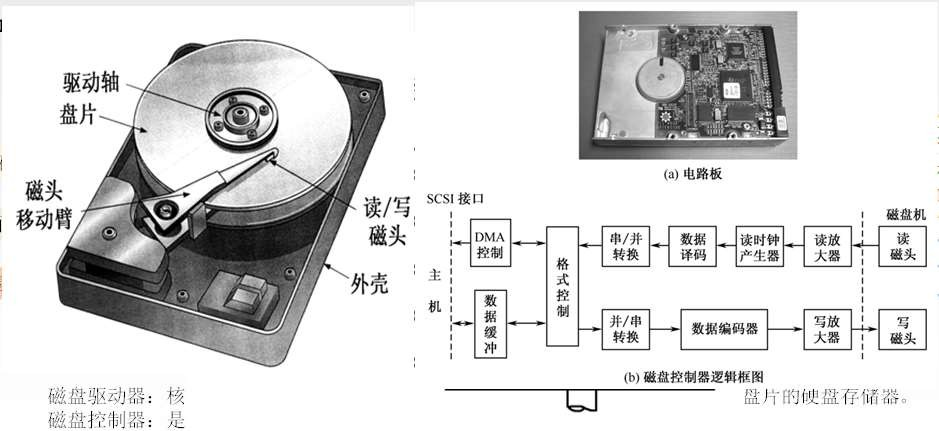 驱动轴
盘片
磁头
移动臂
读/写
磁头
外壳
(a) 电路板
SCSI 接口
磁盘机
主
机
DMA
控制
数据
缓冲
格式控制
串/并
转换
数据
译码
读时钟
产生器
读放
大器
读
磁头
并/串
转换
数据编码器
写放
大器
写
磁头
(b) 磁盘控制器逻辑框图
磁盘驱动器：核
盘片的硬盘存储器。
磁盘控制器：是